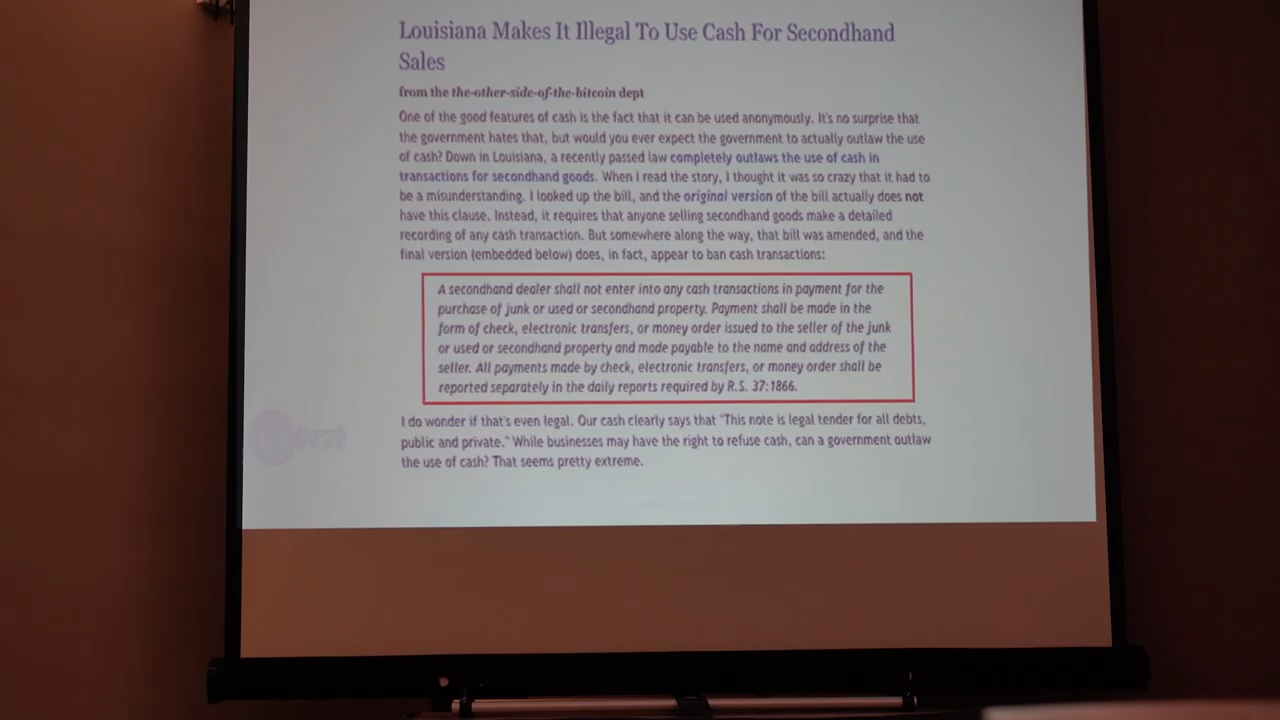 Louisiana Makes It Illegal To Use Cash For Secondhand
Sales
from the the-other-side-of-the-bitcoin dept
One of the good features of cash is the fact that it can be used anonymously. It's no surprise that
the government hates that, but would you ever expect the government to actually outlaw the use
of cash? Down in Louisiana, a recently passed law completely outlaws the use of cash in
transactions for secondhand goods. When I read the story, I thought it was so crazy that it had to
be a misunderstanding. I looked up the bill, and the original version of the bill actually does not
have this clause. Instead, it requires that anyone selling secondhand goods make a detailed
recording of any cash transaction. But somewhere along the way, that bill was amended, and the
final version (embedded below) does, in fact, appear to ban cash transactions:
A secondhand dealer shall not enter into any cash transactions in payment for the
purchase of junk or used or secondhand property. Payment shall be made in the
form of check, electronic transfers, or money order issued to the seller of the junk
or used or secondhand property and made payable to the name and address of the
seller. All payments made by check, electronic transfers, or money order shall be
reported separately in the daily reports required by R.S. 37:1866.
I do wonder if that's even legal. Our cash clearly says that "This note is legal tender for all debts,
public and private." While businesses may have the right to refuse cash, can a government outlaw
the use of cash? That seems pretty extreme.